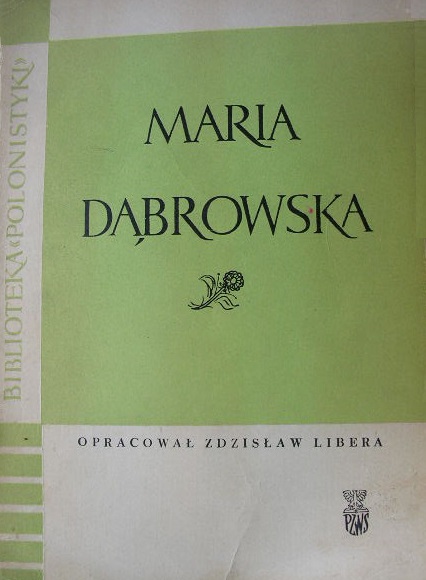 BIBLIOTEKA «POLONISTYKI»
MARIA
DĄBROWSKA
OPRACOWAŁ ZDZISŁAW LIBERA
PZWS